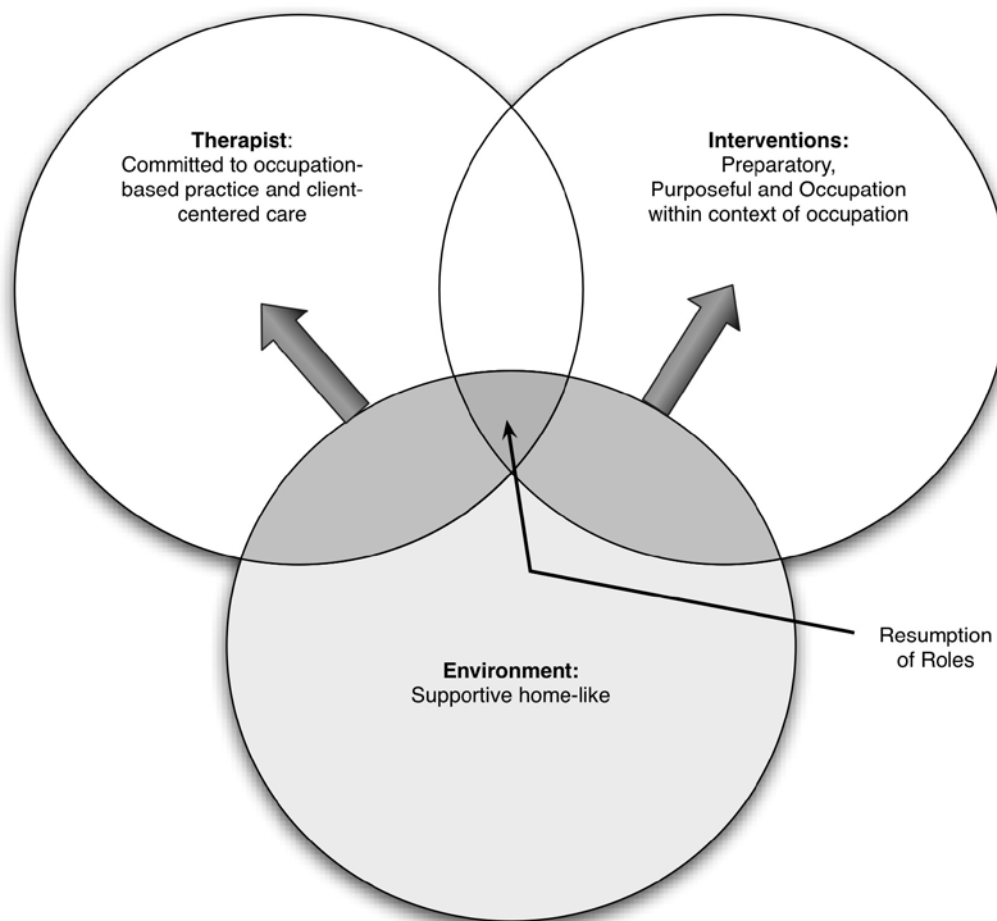 Therapist:
Committed to occupation-
based practice and client-
centered care
Interventions:
Preparatory,
Purposeful and Occupation
within context of occupation
Environment:
Supportive home-like
Resumption
of Roles